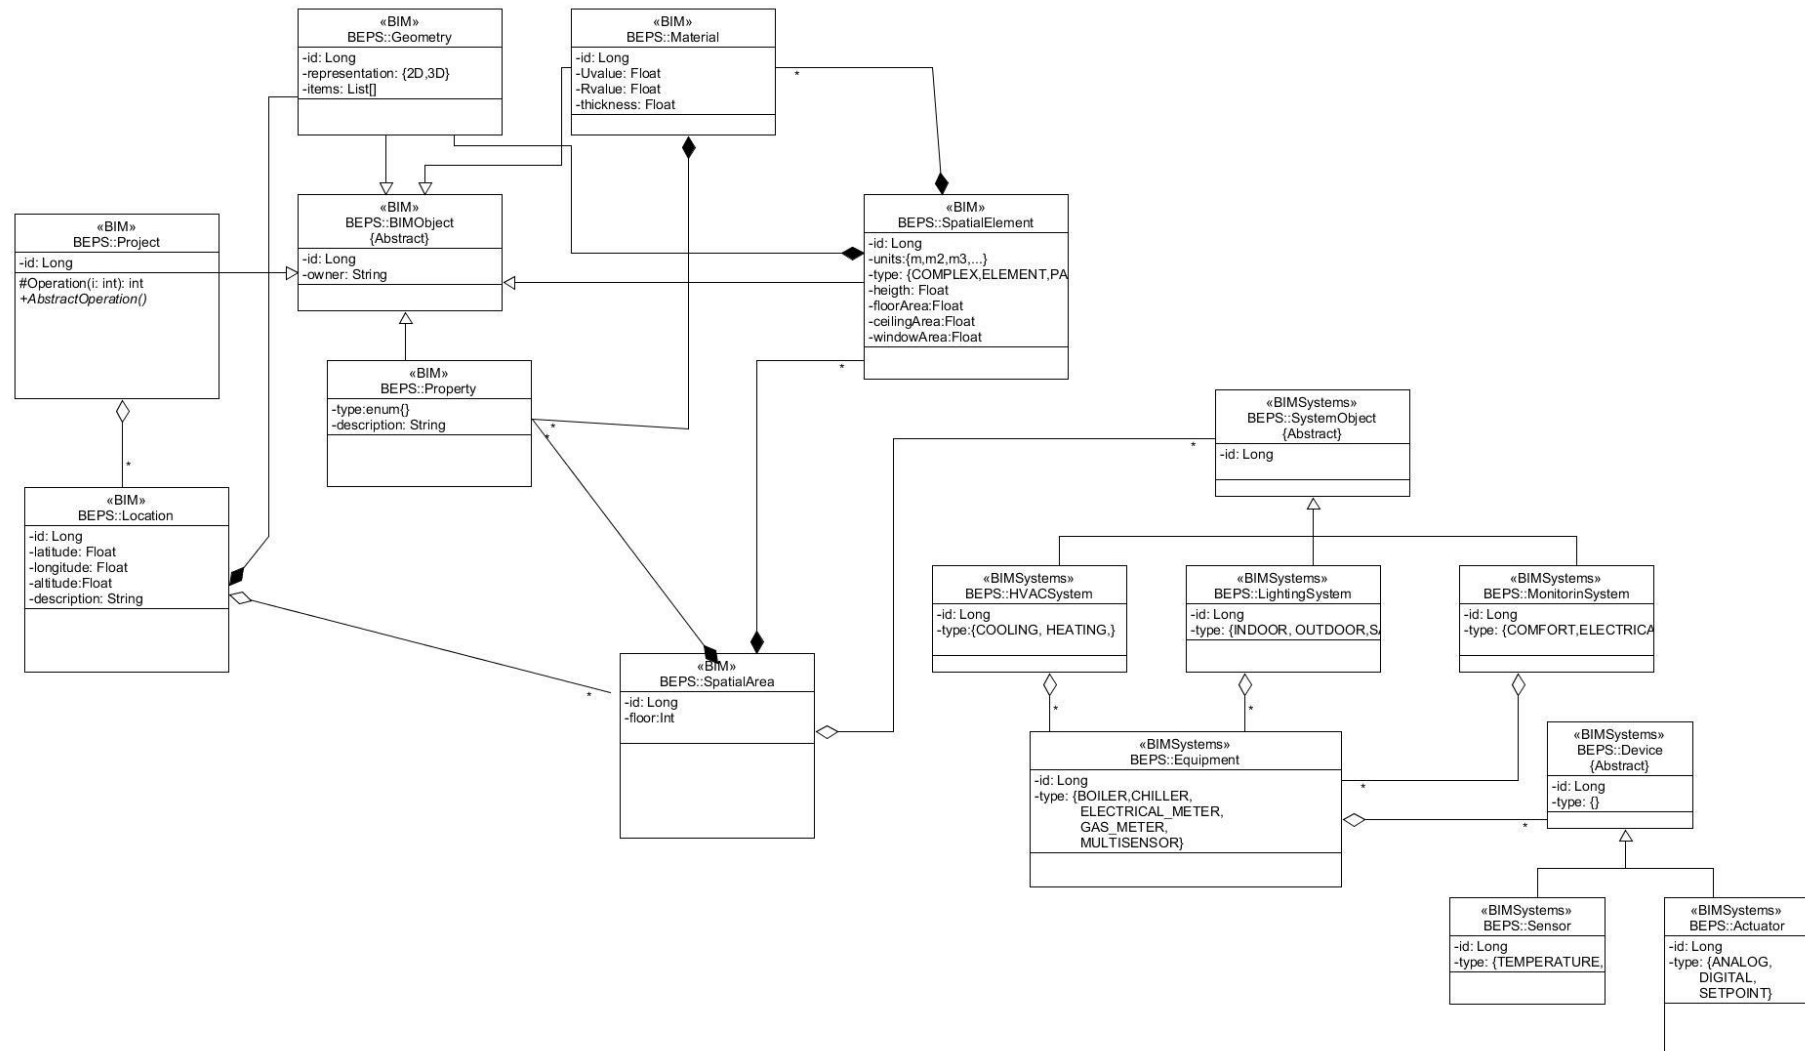 «BIM»
BEPS::Geometry
-id: Long
-representation: {2D,3D}
-items: List[]
«BIM»
BEPS::Material
-id: Long
-Uvalue: Float
-Rvalue: Float
-thickness: Float
*
«BIM»
BEPS::Project
-id: Long
#Operation(i: int): int
+AbstractOperation()
«BIM»
BEPS::BIMObject
{Abstract}
-id: Long
-owner: String
«BIM»
BEPS::SpatialElement
-id: Long
-units:{m,m2,m3,...}
-type: {COMPLEX,ELEMENT,PA
-heigth: Float
-floorArea:Float
-ceilingArea:Float
-windowArea:Float
*
«BIM»
BEPS::Property
-type:enum{}
-description: String
*
*
*
«BIM»
BEPS::Location
-id: Long
-latitude: Float
-longitude: Float
-altitude:Float
-description: String
*
«BIM»
BEPS::SpatialArea
-id: Long
-floor:Int
«BIMSystems»
BEPS::SystemObject
{Abstract}
-id: Long
*
«BIMSystems»
BEPS::HVACSystem
-id: Long
-type:{COOLING, HEATING,}
*
«BIMSystems»
BEPS::LightingSystem
-id: Long
-type: {INDOOR, OUTDOOR,SA
*
«BIMSystems»
BEPS::MonitorinSystem
-id: Long
-type: {COMFORT,ELECTRICA
«BIMSystems»
BEPS::Equipment
-id: Long
-type: {BOILER,CHILLER,
ELECTRICAL_METER,
GAS_METER,
MULTISENSOR}
*
*
«BIMSystems»
BEPS::Device
{Abstract}
-id: Long
-type: {}
«BIMSystems»
BEPS::Sensor
-id: Long
-type: {TEMPERATURE,
«BIMSystems»
BEPS::Actuator
-id: Long
-type: {ANALOG,
DIGITAL,
SETPOINT}